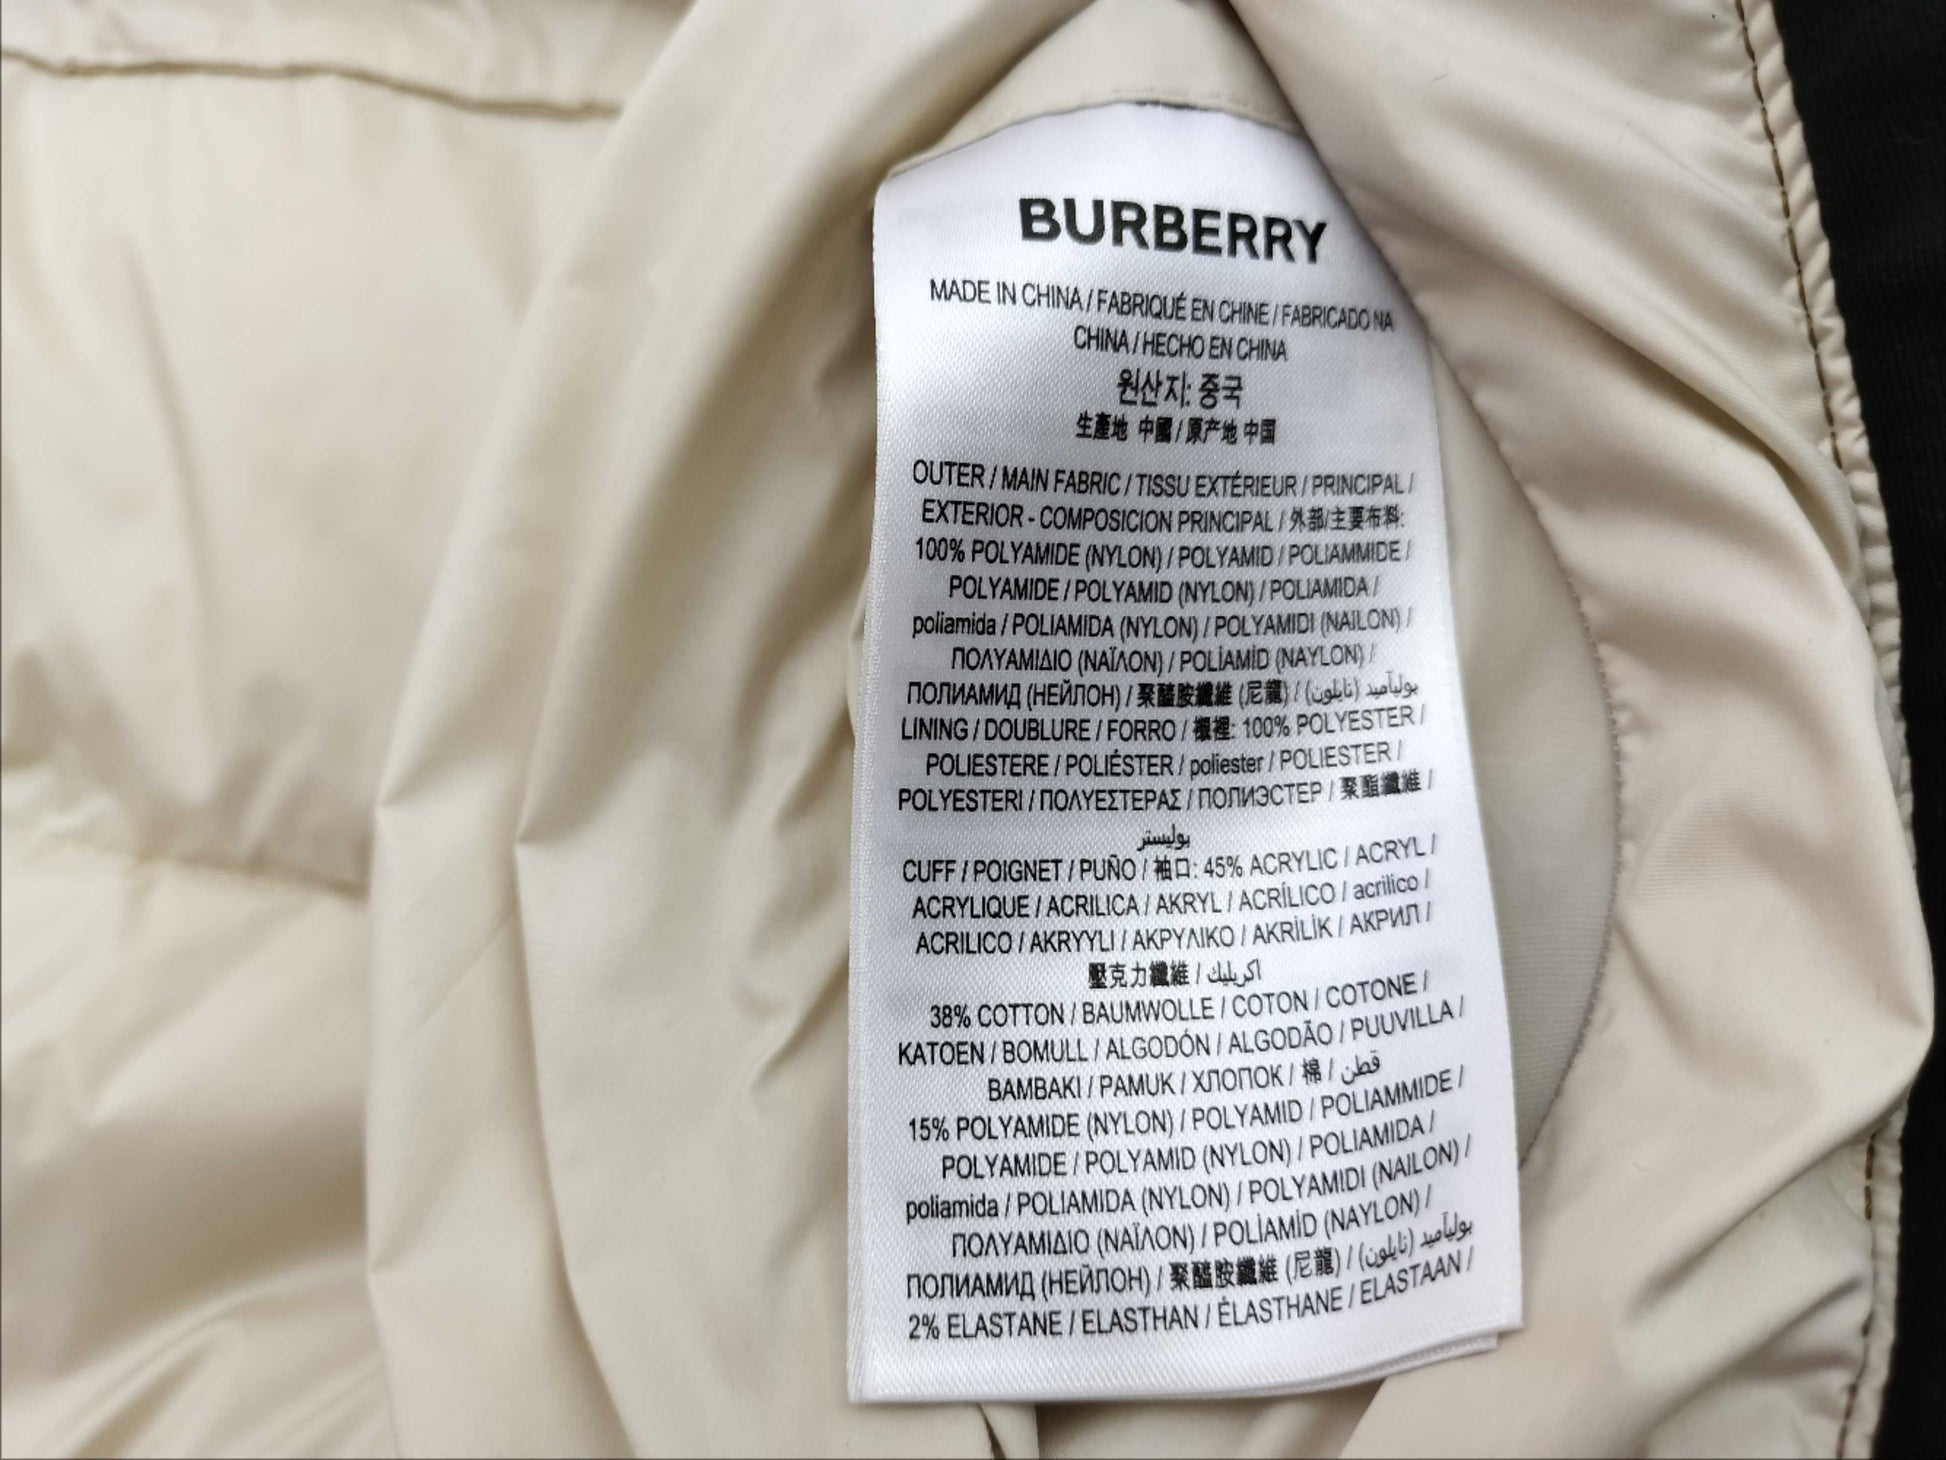 BURBERRY
MADE IN CHINA / FABRIQUÉ EN CHINE / FABRICADO NA
CHINA / HECHO EN CHINA
원산지: 중국
生產地 中國 / 原产地 中国
OUTER / MAIN FABRIC / TISSU EXTÉRIEUR / PRINCIPAL /
EXTERIOR - COMPOSICION PRINCIPAL / 外部/主要布料:
100% POLYAMIDE (NYLON) / POLYAMID / POLIAMMIDE /
POLYAMIDE / POLYAMID (NYLON) / POLIAMIDA /
poliamida / POLIAMIDA (NYLON) / POLYAMIDI (NAILON) /
ΠΟΛΥΑΜΙΔΙΟ (ΝΑΪΛΟΝ) / POLİAMİD (NAYLON) /
ПОЛИАМИД (НЕЙЛОН) / 聚醯胺纖維 (尼龍) / بوليآميد (نايلون)
LINING / DOUBLURE / FORRO / 襯裡: 100% POLYESTER /
POLIESTERE / POLIÉSTER / poliester / POLIESTER /
POLYESTERI / ΠΟΛΥΕΣΤΕΡΑΣ / ПОЛИЭСТЕР / 聚酯纖維 /
بوليستر
CUFF / POIGNET / PUÑO / 袖口: 45% ACRYLIC / ACRYL /
ACRYLIQUE / ACRILICA / AKRYL / ACRÍLICO / acrilico /
ACRILICO / AKRYYLI / ΑΚΡΥΛΙΚΟ / AKRİLİK / АКРИЛ /
壓克力纖維 / اكريليك
38% COTTON / BAUMWOLLE / COTON / COTONE /
KATOEN / BOMULL / ALGODÓN / ALGODÃO / PUUVILLA /
BAMBAKI / PAMUK / ХЛОПОК / 棉 / قطن
15% POLYAMIDE (NYLON) / POLYAMID / POLIAMMIDE /
POLYAMIDE / POLYAMID (NYLON) / POLIAMIDA /
poliamida / POLIAMIDA (NYLON) / POLYAMIDI (NAILON) /
ΠΟΛΥΑΜΙΔΙΟ (ΝΑΪΛΟΝ) / POLİAMİD (NAYLON) /
ПОЛИАМИД (НЕЙЛОН) / 聚醯胺纖維 (尼龍) / بوليآميد (نايلون)
2% ELASTANE / ELASTHAN / ÉLASTHANE / ELASTAAN /